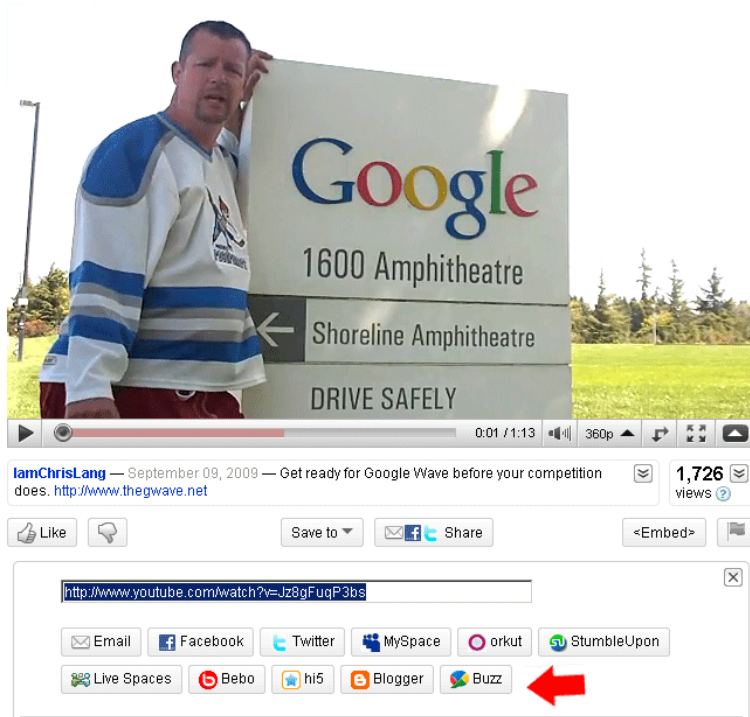 Google
1600 Amphitheatre
Shoreline Amphitheatre
DRIVE SAFELY
0:01 / 1:13 360p
IamChrisLang — September 09, 2009 — Get ready for Google Wave before your competition
does. http://www.thegwave.net
1,726
views ?
Like Save to Share <Embed>
http://www.youtube.com/watch?v=Jz8gFuqP3bs
Email Facebook Twitter MySpace orkut StumbleUpon
Live Spaces Bebo hi5 Blogger Buzz